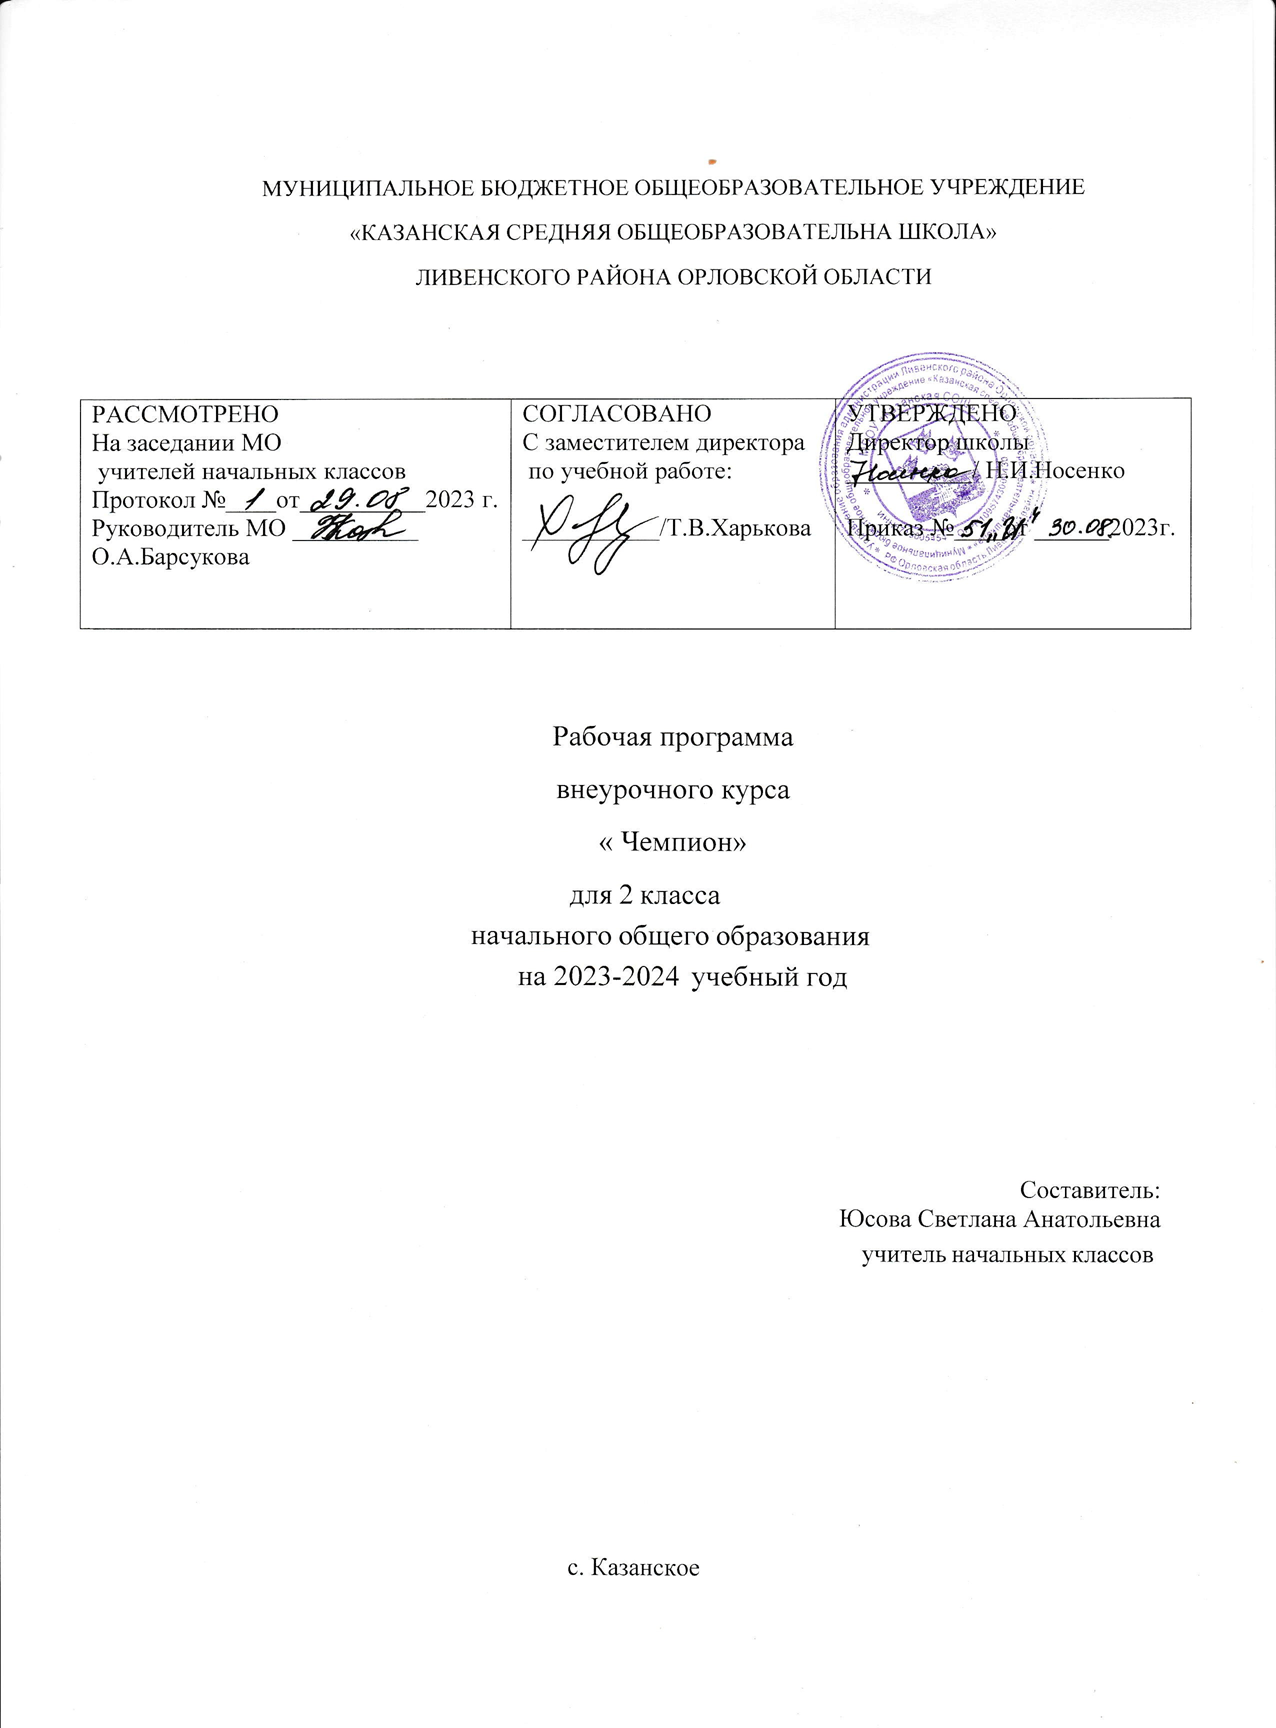 МУНИЦИПАЛЬНОЕ БЮДЖЕТНОЕ ОБЩЕОБРАЗОВАТЕЛЬНОЕ УЧРЕЖДЕНИЕ
«КАЗАНСКАЯ СРЕДНЯЯ ОБЩЕОБРАЗОВАТЕЛЬНА ШКОЛА»
ЛИВЕНСКОГО РАЙОНА ОРЛОВСКОЙ ОБЛАСТИ
РАССМОТРЕНО
На заседании МО
учителей начальных классов
Протокол № 1 от 29.08 2023 г.
Руководитель МО
О.А.Барсукова
СОГЛАСОВАНО
С заместителем директора
по учебной работе:
/Т.В.Харькова
УТВЕРЖДЕНО
Директор школы
/ Н.И.Носенко
Приказ № 51 30.08.2023г.
Рабочая программа
внеурочного курса
« Чемпион»
для 2 класса
начального общего образования
на 2023-2024 учебный год
Составитель:
Юсова Светлана Анатольевна
учитель начальных классов
с. Казанское